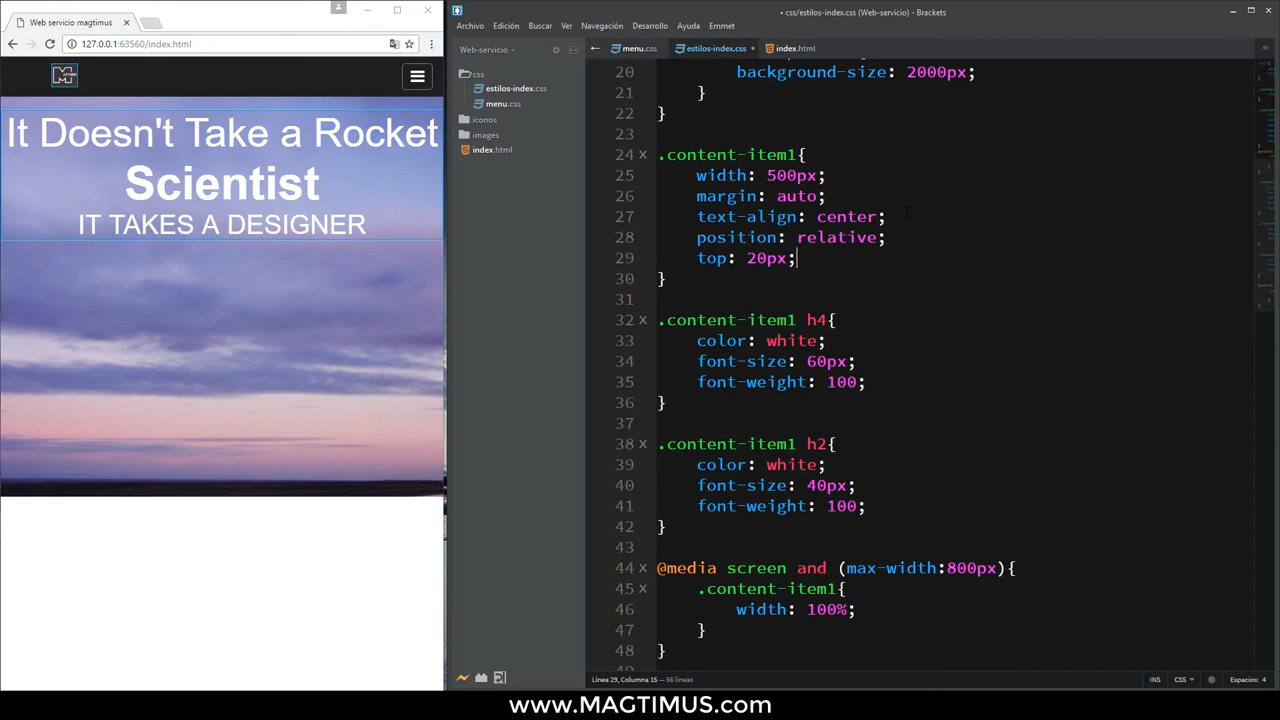 Web servicio magtimus
127.0.0.1:63560/index.html
It Doesn't Take a Rocket
Scientist
IT TAKES A DESIGNER
• css/estilos-index.css (Web-servicio) - Brackets
Archivo Edición Buscar Ver Navegación Desarrollo Ayuda Emmet
Web-servicio
css
estilos-index.css
menu.css
iconos
images
index.html
menu.css estilos-index.css • index.html
20 background-size: 2000px;
21 }
22 }
23
24 .content-item1{
25 width: 500px;
26 margin: auto;
27 text-align: center;
28 position: relative;
29 top: 20px;
30 }
31
32 .content-item1 h4{
33 color: white;
34 font-size: 60px;
35 font-weight: 100;
36 }
37
38 .content-item1 h2{
39 color: white;
40 font-size: 40px;
41 font-weight: 100;
42 }
43
44 @media screen and (max-width:800px){
45 .content-item1{
46 width: 100%;
47 }
48 }
Línea 29, Columna 15 — 56 líneas
INS CSS Espacios: 4
www.MAGTIMUS.com